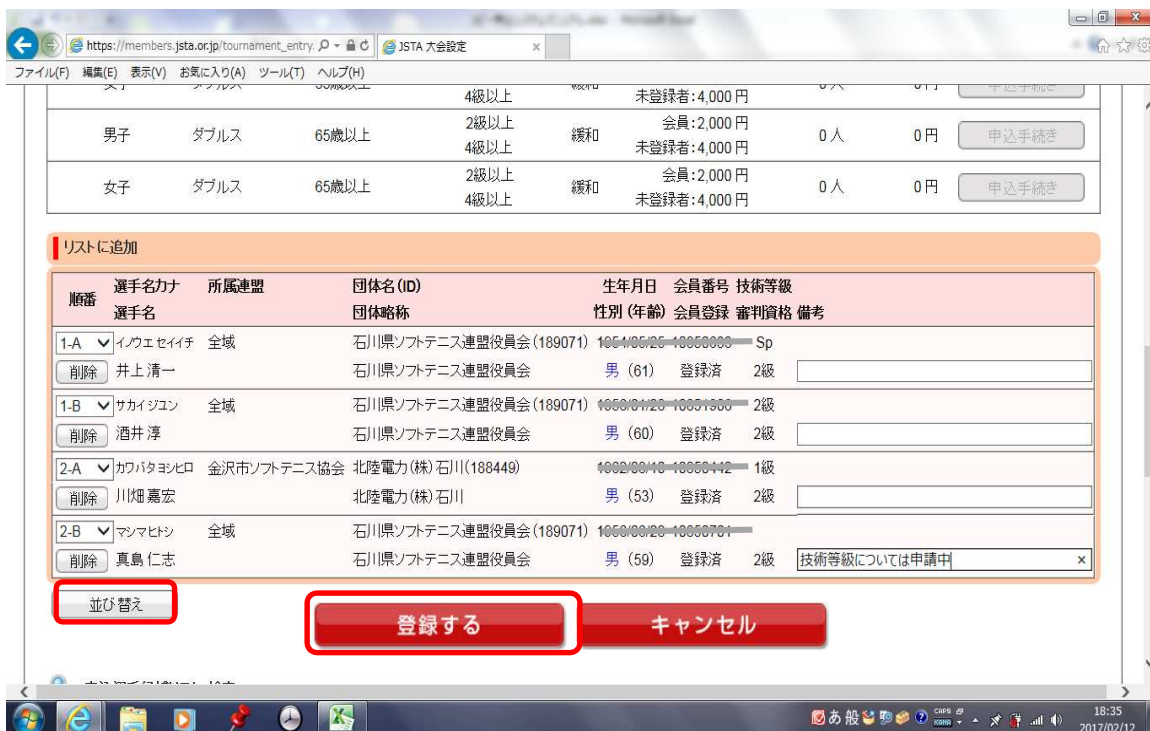 https://members.jsta.or.jp/tournament_entry.
JSTA 大会設定
ファイル(F) 編集(E) 表示(V) お気に入り(A) ツール(T) ヘルプ(H)
4級以上 未登録者:4,000円
男子 ダブルス 65歳以上 2級以上 4級以上 緩和 会員:2,000円 未登録者:4,000円 0人 0円 申込手続き
女子 ダブルス 65歳以上 2級以上 4級以上 緩和 会員:2,000円 未登録者:4,000円 0人 0円 申込手続き
リストに追加
順番 選手名カナ 所属連盟 団体名(ID) 生年月日 会員番号 技術等級
選手名 団体略称 性別(年齢) 会員登録 審判資格 備考
1-A イノウエ セイイチ 全域 石川県ソフトテニス連盟役員会(189071) Sp
削除 井上清一 石川県ソフトテニス連盟役員会 男 (61) 登録済 2級
1-B サカイ ジユン 全域 石川県ソフトテニス連盟役員会(189071) 2級
削除 酒井淳 石川県ソフトテニス連盟役員会 男 (60) 登録済 2級
2-A カワバタ ヨシヒロ 金沢市ソフトテニス協会 北陸電力(株)石川(188449) 1級
削除 川畑嘉宏 北陸電力(株)石川 男 (53) 登録済 2級
2-B マシマ ヒトシ 全域 石川県ソフトテニス連盟役員会(189071)
削除 真島仁志 石川県ソフトテニス連盟役員会 男 (59) 登録済 2級 技術等級については申請中
並び替え
登録する キャンセル
あ 般 CAPS KANA 18:35
2017/02/12